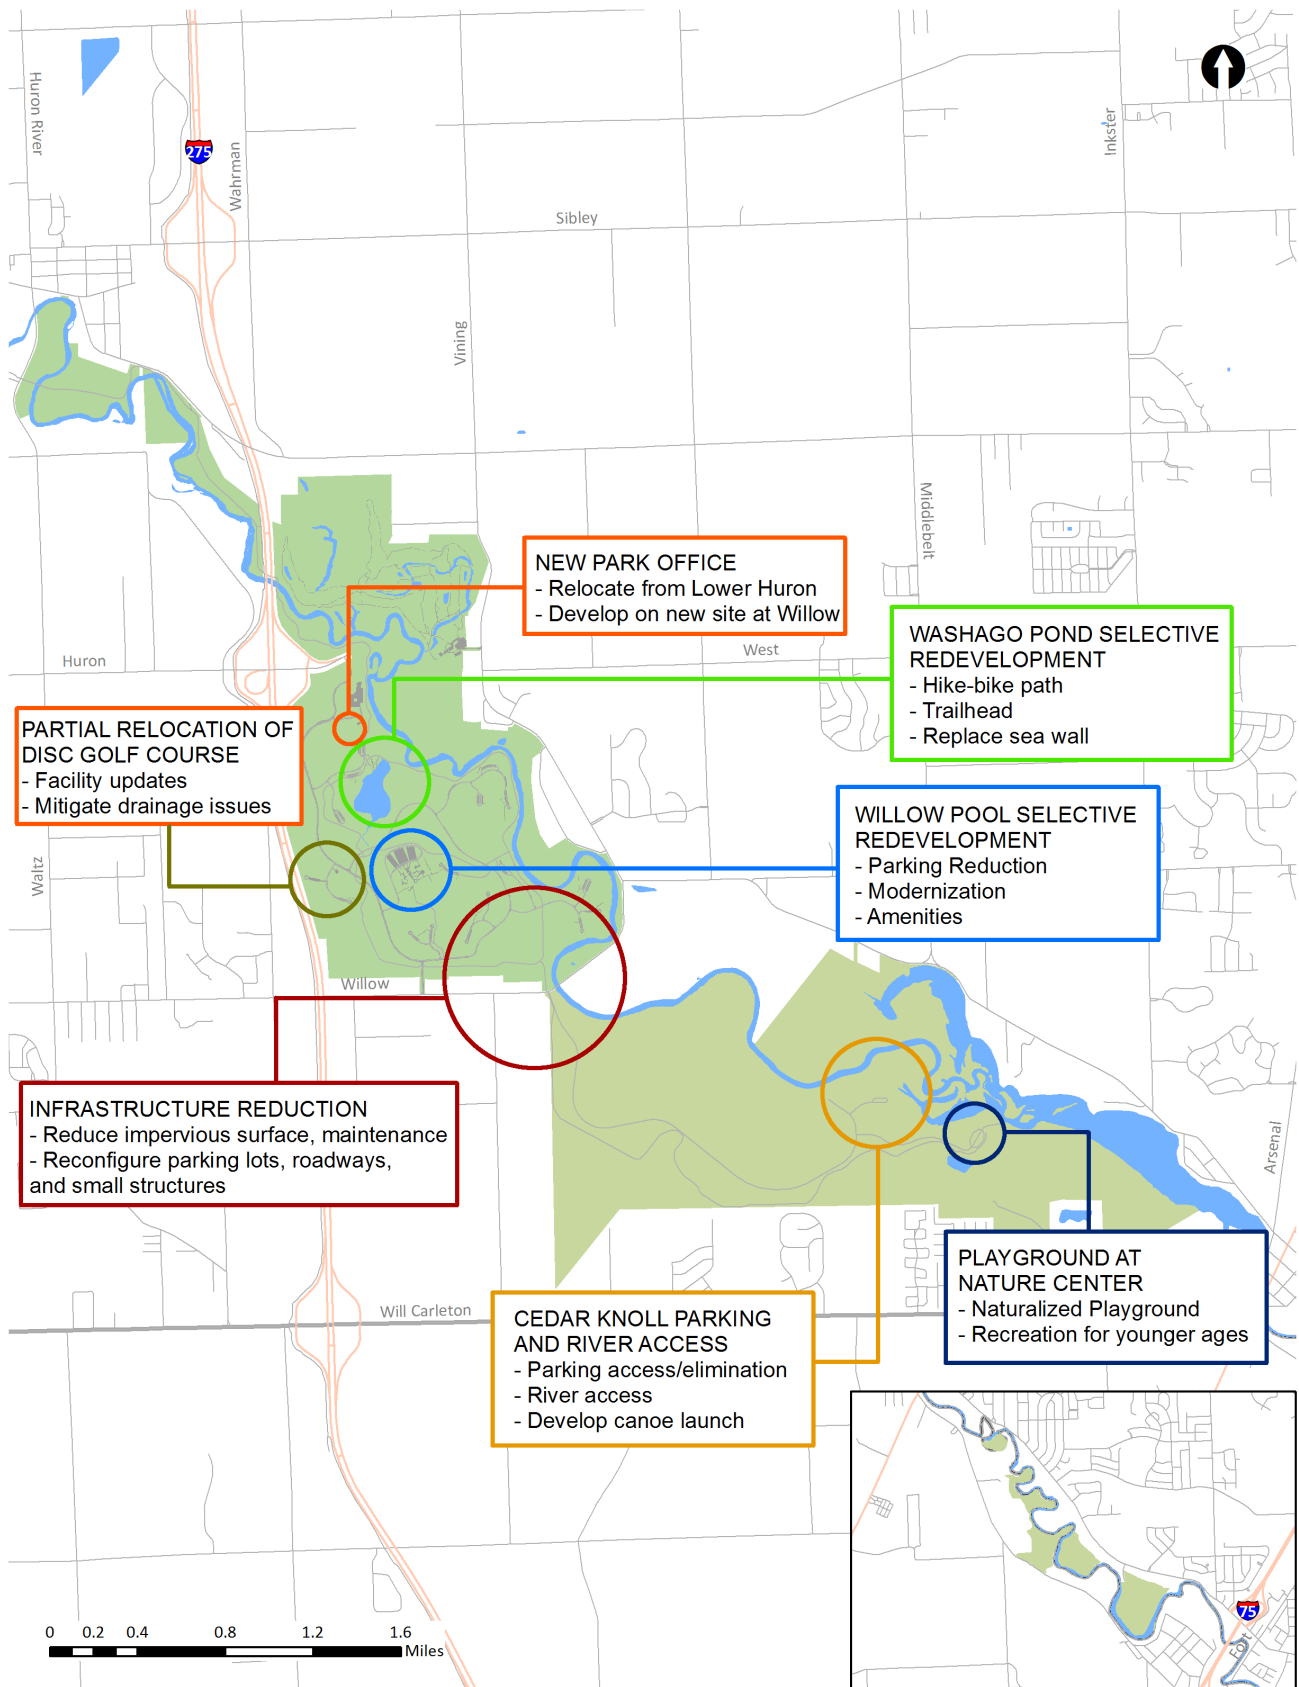 Huron River
275
Wahrman
Inkster
Sibley
Vining
Middlebelt
NEW PARK OFFICE
- Relocate from Lower Huron
- Develop on new site at Willow
WASHAGO POND SELECTIVE
REDEVELOPMENT
- Hike-bike path
- Trailhead
- Replace sea wall
Huron
West
PARTIAL RELOCATION OF
DISC GOLF COURSE
- Facility updates
- Mitigate drainage issues
WILLOW POOL SELECTIVE
REDEVELOPMENT
- Parking Reduction
- Modernization
- Amenities
Waltz
Willow
INFRASTRUCTURE REDUCTION
- Reduce impervious surface, maintenance
- Reconfigure parking lots, roadways,
and small structures
Arsenal
PLAYGROUND AT
NATURE CENTER
- Naturalized Playground
- Recreation for younger ages
Will Carleton
CEDAR KNOLL PARKING
AND RIVER ACCESS
- Parking access/elimination
- River access
- Develop canoe launch
75
Fort
0 0.2 0.4 0.8 1.2 1.6
Miles